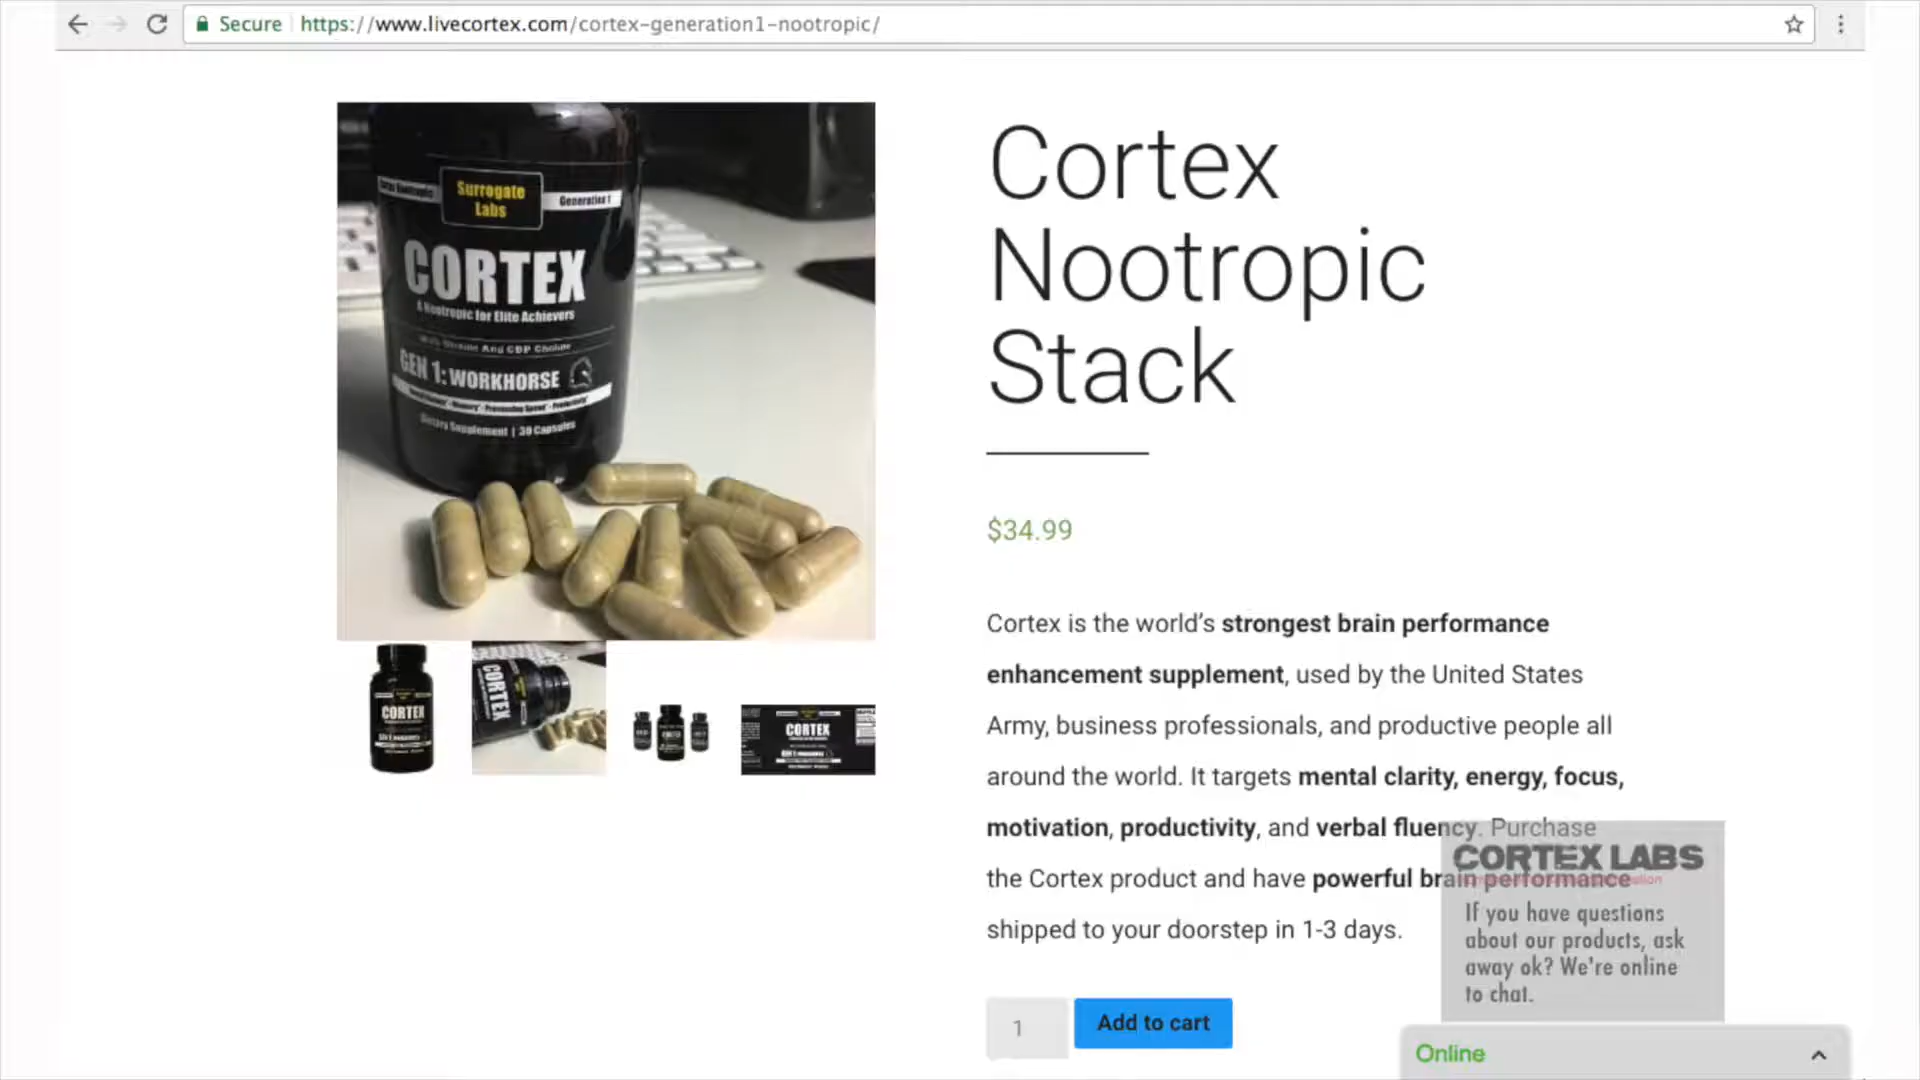 Secure https://www.livecortex.com/cortex-generation1-nootropic/
Surrogate
Labs
Generation 1
CORTEX
A Nootropic for Elite Achievers
And CDP Choline
GEN 1: WORKHORSE
Dietary Supplement | 30 Capsules
CORTEX
CORTEX
CORTEX
Cortex
Nootropic
Stack
$34.99
Cortex is the world's strongest brain performance
enhancement supplement, used by the United States
Army, business professionals, and productive people all
around the world. It targets mental clarity, energy, focus,
motivation, productivity, and verbal fluency. Purchase
the Cortex product and have powerful brain performance
shipped to your doorstep in 1-3 days.
1
Add to cart
CORTEX LABS
If you have questions
about our products, ask
away ok? We're online
to chat.
Online